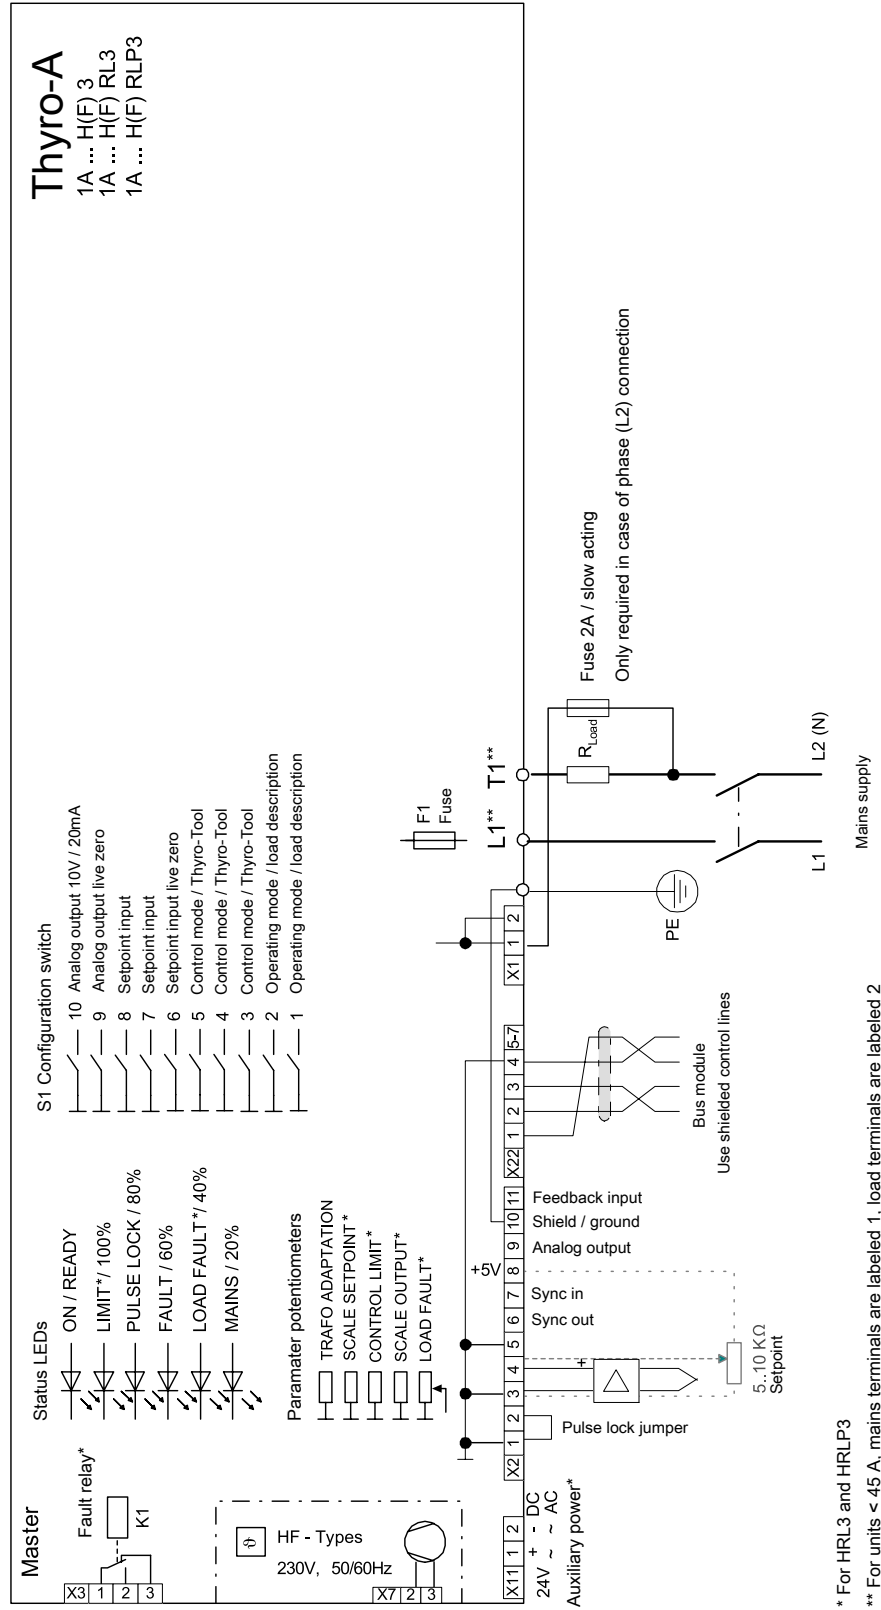 Thyro-A
1A ... H(F) 3
1A ... H(F) RL3
1A ... H(F) RLP3
Master
Fault relay*
K1
X3 1 2 3
ϑ
HF - Types
230V, 50/60Hz
X7 2 3
Status LEDs
ON / READY
LIMIT*/ 100%
PULSE LOCK / 80%
FAULT / 60%
LOAD FAULT*/ 40%
MAINS / 20%
Paramater potentiometers
TRAFO ADAPTATION
SCALE SETPOINT*
CONTROL LIMIT*
SCALE OUTPUT*
LOAD FAULT*
S1 Configuration switch
10 Analog output 10V / 20mA
9 Analog output live zero
8 Setpoint input
7 Setpoint input
6 Setpoint input live zero
5 Control mode / Thyro-Tool
4 Control mode / Thyro-Tool
3 Control mode / Thyro-Tool
2 Operating mode / load description
1 Operating mode / load description
F1
Fuse
L1** T1**
X11 1 2
24V + - DC
~ ~ AC
Auxiliary power*
X2 1 2 3 4 5 6 7 8 9 10 11
+5V
Pulse lock jumper
+
5..10 KΩ
Setpoint
Sync out
Sync in
Analog output
Shield / ground
Feedback input
X22 1 2 3 4 5-7
Bus module
Use shielded control lines
X1 1 2
PE
R Load
Fuse 2A / slow acting
Only required in case of phase (L2) connection
L1
L2 (N)
Mains supply
* For HRL3 and HRLP3
** For units < 45 A, mains terminals are labeled 1, load terminals are labeled 2